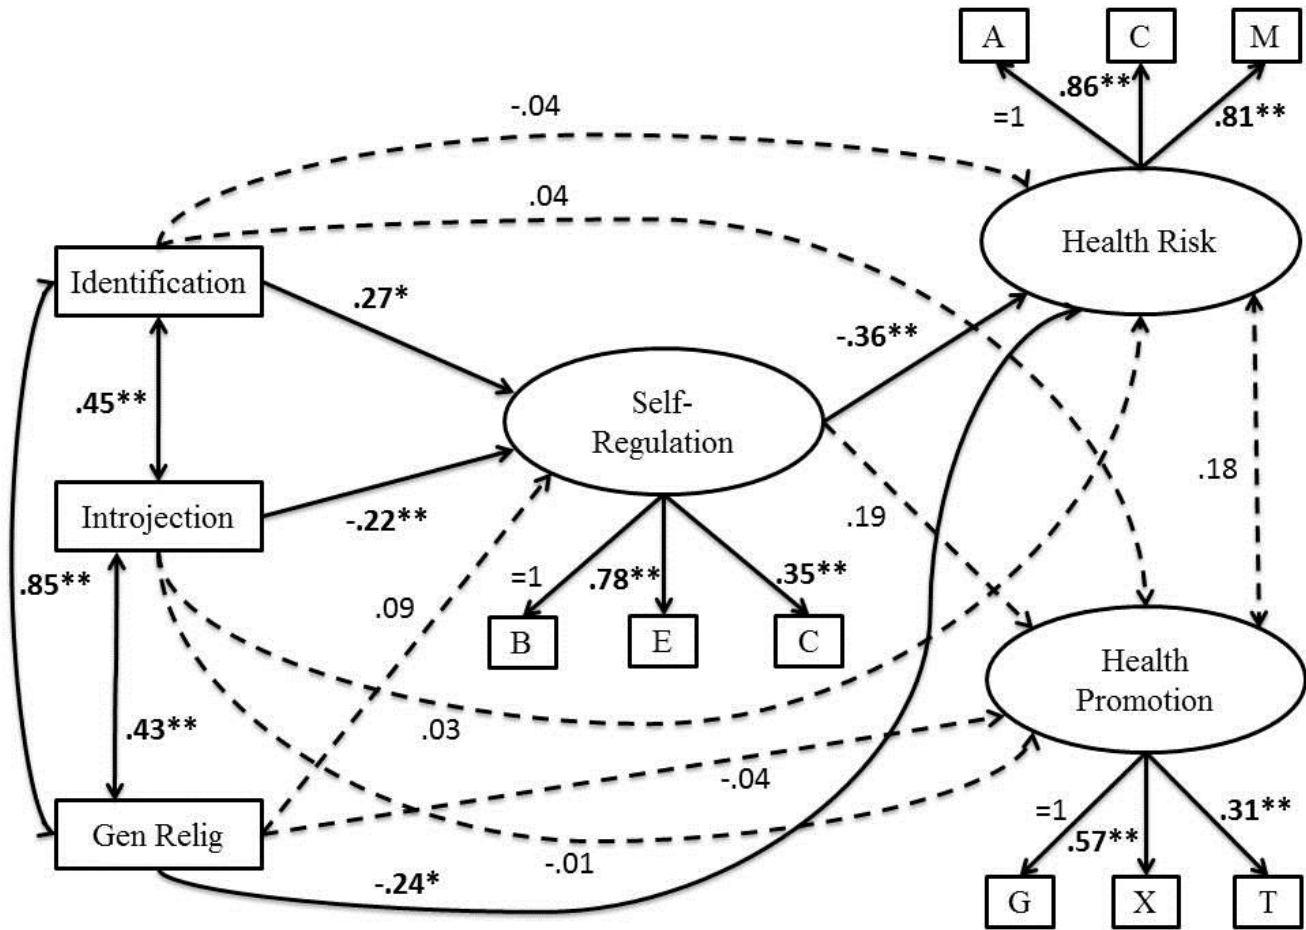 A
C
M
=1
.86**
.81**
-.04
.04
Health Risk
Identification
.27*
-.36**
.45**
Self-
Regulation
.18
Introjection
-.22**
.19
.85**
=1
.78**
.35**
.09
B
E
C
.43**
.03
Health
Promotion
-.04
Gen Relig
-.01
-.24*
=1
.57**
.31**
G
X
T